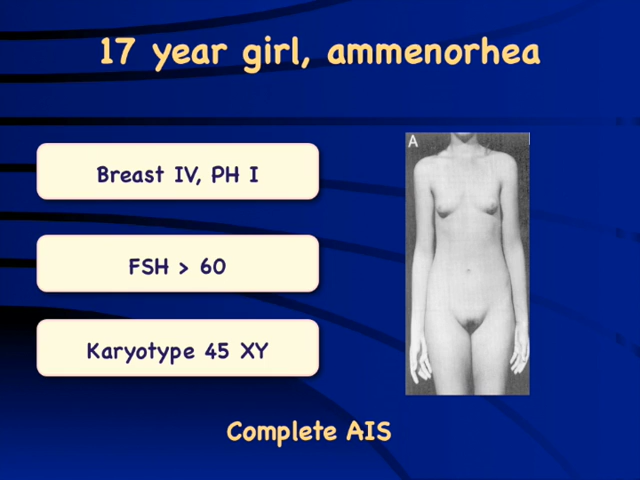 17 year girl, ammenorhea
A
Breast IV, PH I
FSH > 60
Karyotype 45 XY
Complete AIS